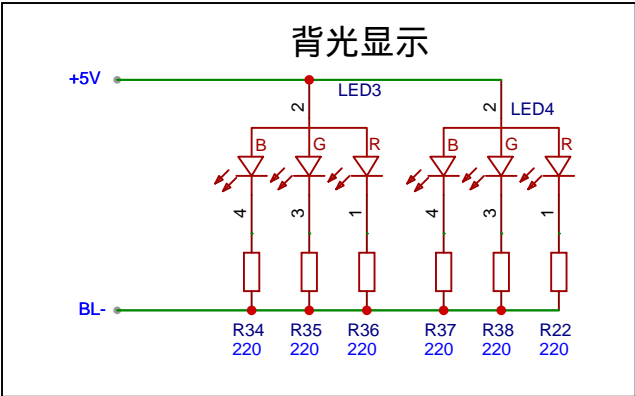 背光显示
+5V
LED3
LED4
2
2
B G R B G R
4 3 1 4 3 1
BL-
R34 R35 R36 R37 R38 R22
220 220 220 220 220 220